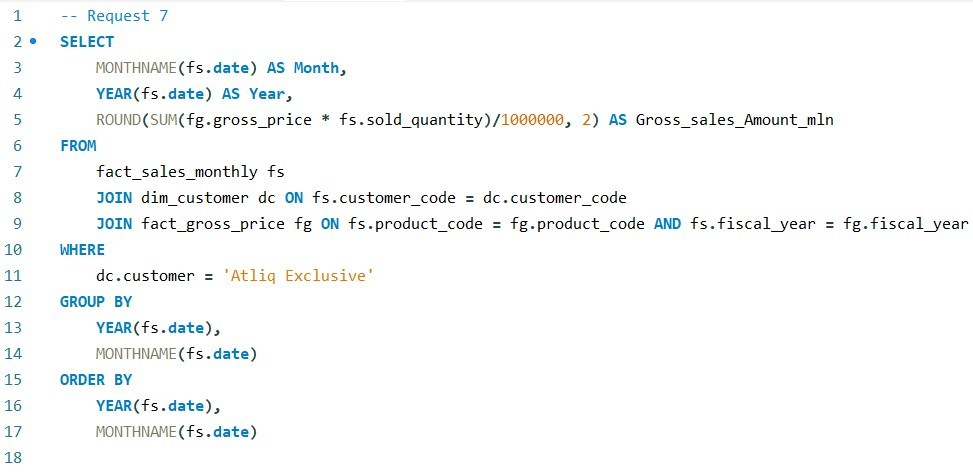 1 -- Request 7
2 SELECT
3 MONTHNAME(fs.date) AS Month,
4 YEAR(fs.date) AS Year,
5 ROUND(SUM(fg.gross_price * fs.sold_quantity)/1000000, 2) AS Gross_sales_Amount_mln
6 FROM
7 fact_sales_monthly fs
8 JOIN dim_customer dc ON fs.customer_code = dc.customer_code
9 JOIN fact_gross_price fg ON fs.product_code = fg.product_code AND fs.fiscal_year = fg.fiscal_year
10 WHERE
11 dc.customer = 'Atliq Exclusive'
12 GROUP BY
13 YEAR(fs.date),
14 MONTHNAME(fs.date)
15 ORDER BY
16 YEAR(fs.date),
17 MONTHNAME(fs.date)
18